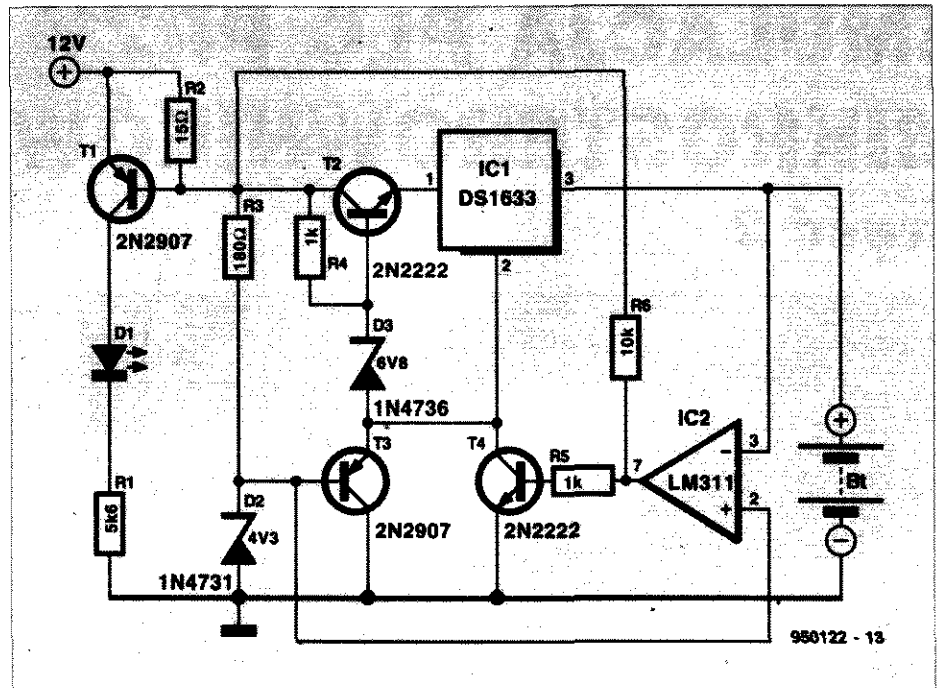 12V
R2
15Ω
T1
T2
IC1
DS1633
1
3
2
2N2907
R3
180Ω
1k
R4
2N2222
R6
10k
D1
D3
6V8
1N4736
IC2
T3
T4
R5
1k
7
3
-
LM311
2
+
Bt
R1
5k6
D2
4V3
2N2907
2N2222
1N4731
950122 - 13